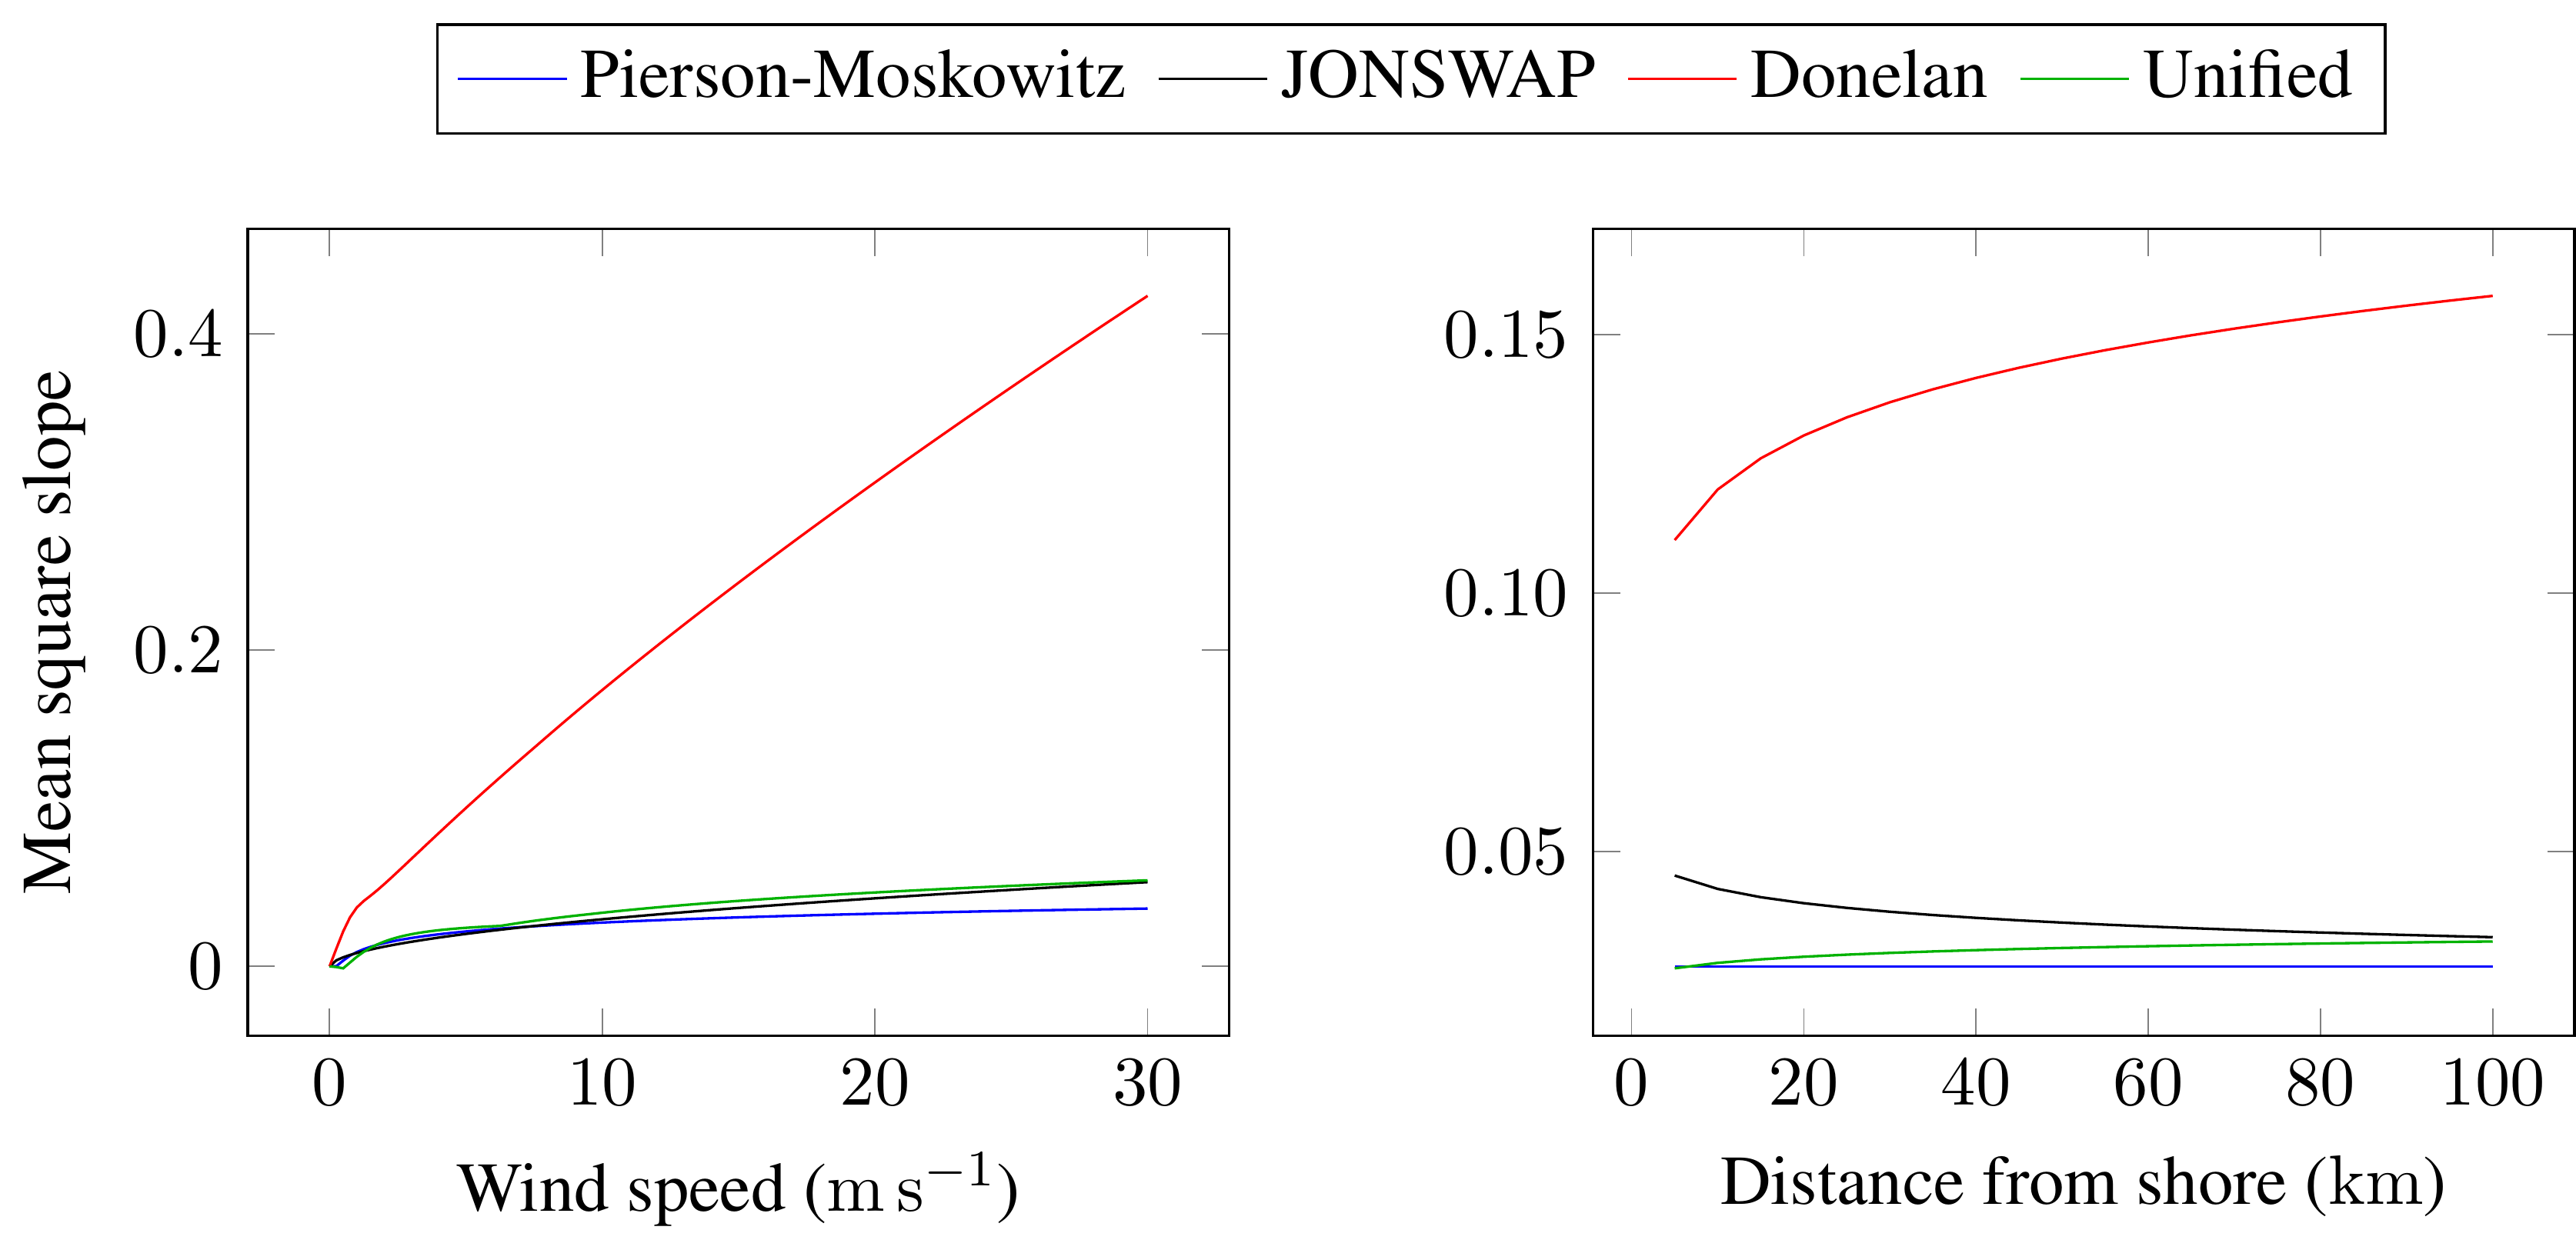 Pierson-Moskowitz JONSWAP Donelan Unified
Mean square slope
0.4
0.2
0
0 10 20 30
Wind speed (m s⁻¹)
0.15
0.10
0.05
0 20 40 60 80 100
Distance from shore (km)